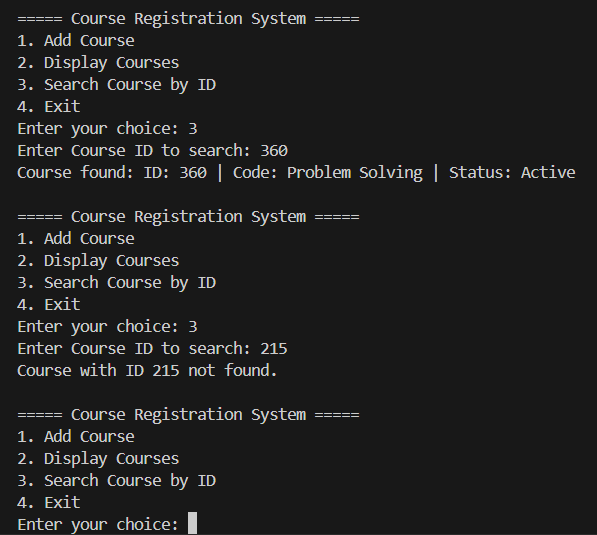 ===== Course Registration System =====
1. Add Course
2. Display Courses
3. Search Course by ID
4. Exit
Enter your choice: 3
Enter Course ID to search: 360
Course found: ID: 360 | Code: Problem Solving | Status: Active

===== Course Registration System =====
1. Add Course
2. Display Courses
3. Search Course by ID
4. Exit
Enter your choice: 3
Enter Course ID to search: 215
Course with ID 215 not found.

===== Course Registration System =====
1. Add Course
2. Display Courses
3. Search Course by ID
4. Exit
Enter your choice: